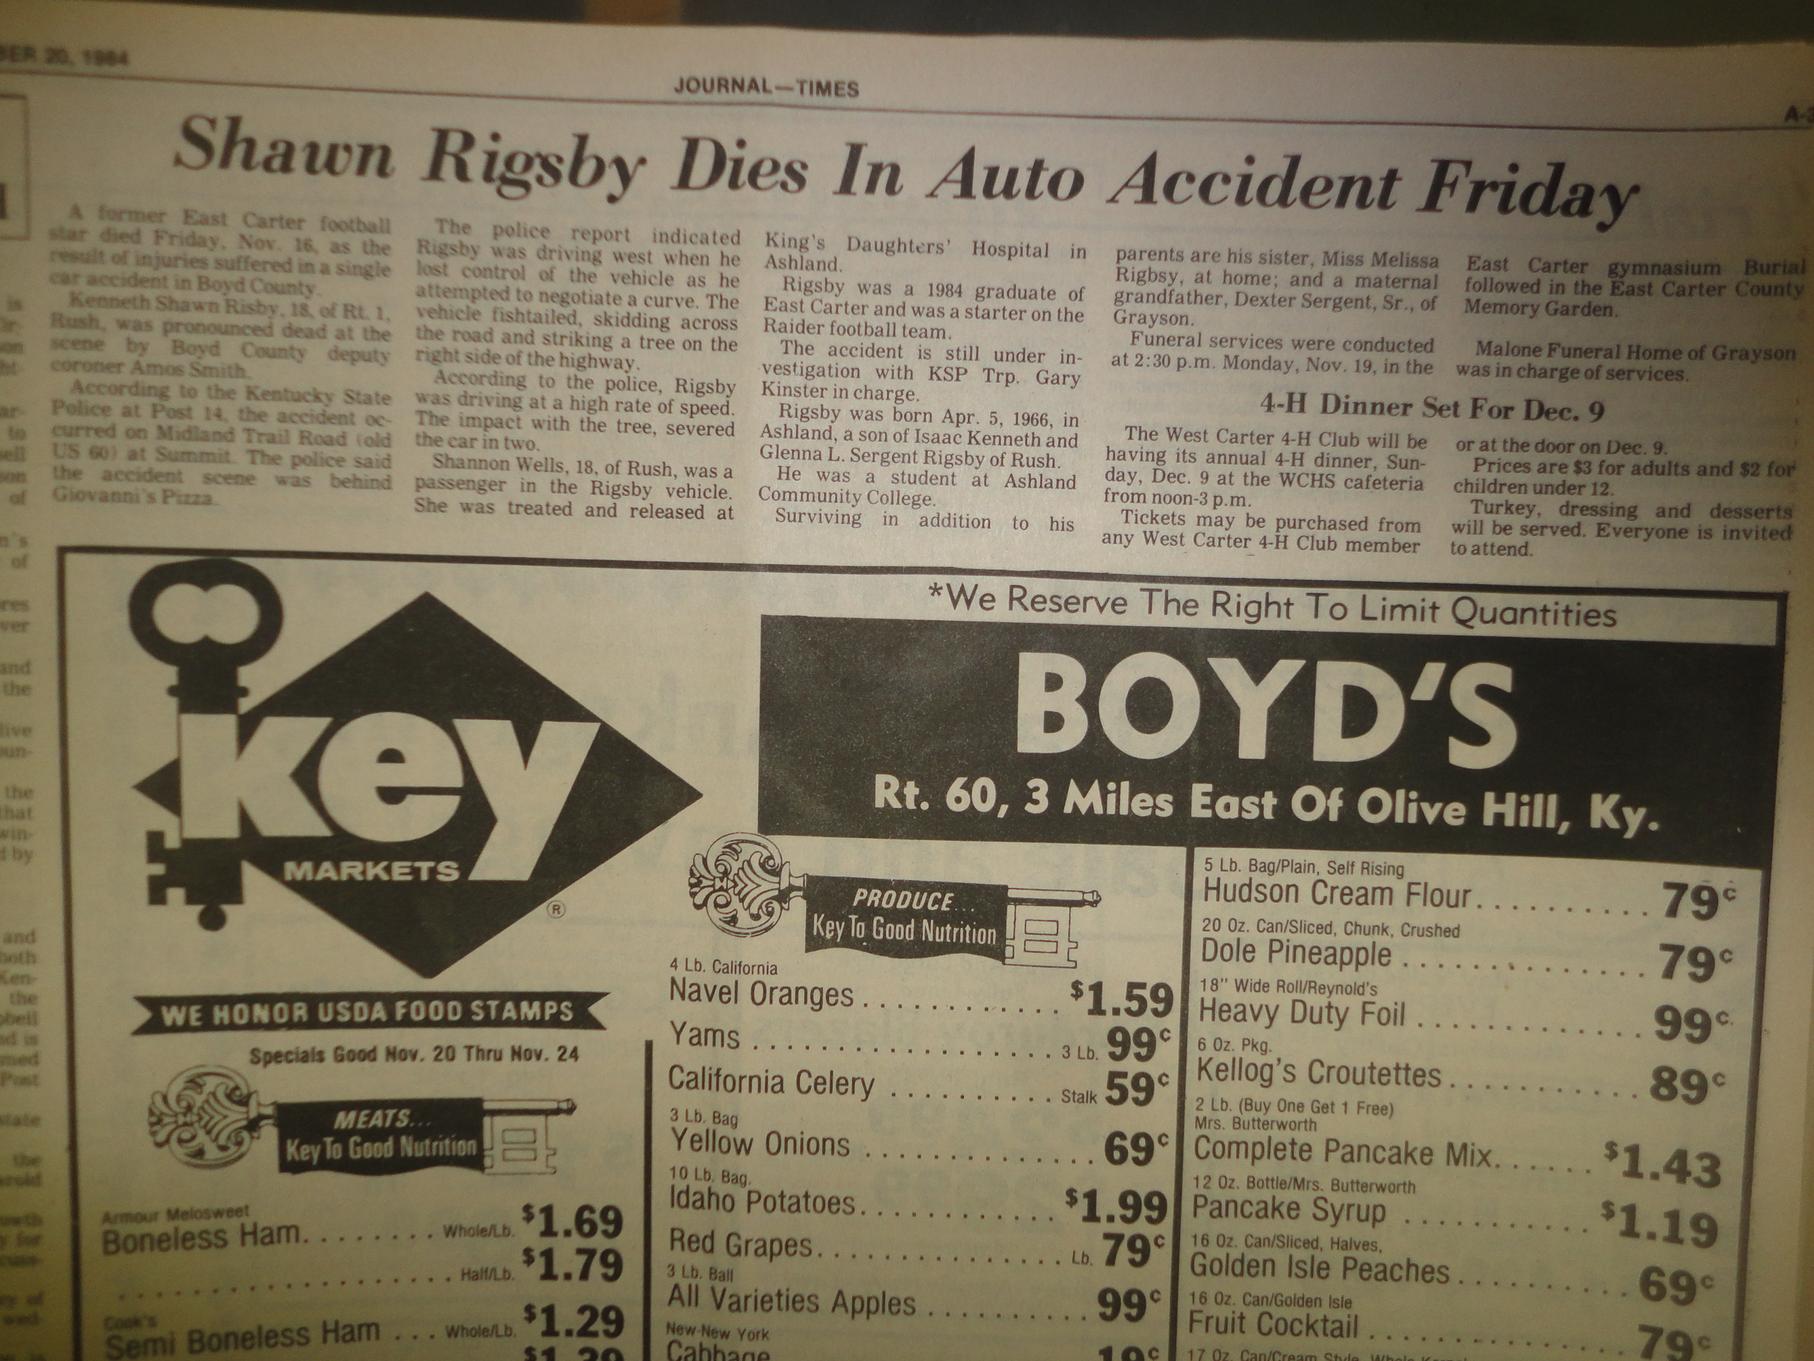 BER 20, 1984
JOURNAL—TIMES
A-3
Shawn Rigsby Dies In Auto Accident Friday
A former East Carter football
star died Friday, Nov. 16, as the
result of injuries suffered in a single
car accident in Boyd County.
Kenneth Shawn Risby, 18, of Rt. 1,
Rush, was pronounced dead at the
scene by Boyd County deputy
coroner Amos Smith.
According to the Kentucky State
Police at Post 14, the accident oc-
curred on Midland Trail Road (old
US 60) at Summit. The police said
the accident scene was behind
Giovanni's Pizza.
The police report indicated
Rigsby was driving west when he
lost control of the vehicle as he
attempted to negotiate a curve. The
vehicle fishtailed, skidding across
the road and striking a tree on the
right side of the highway.
According to the police, Rigsby
was driving at a high rate of speed.
The impact with the tree, severed
the car in two.
Shannon Wells, 18, of Rush, was a
passenger in the Rigsby vehicle.
She was treated and released at
King's Daughters' Hospital in
Ashland.
Rigsby was a 1984 graduate of
East Carter and was a starter on the
Raider football team.
The accident is still under in-
vestigation with KSP Trp. Gary
Kinster in charge.
Rigsby was born Apr. 5, 1966, in
Ashland, a son of Isaac Kenneth and
Glenna L. Sergent Rigsby of Rush.
He was a student at Ashland
Community College.
Surviving in addition to his
parents are his sister, Miss Melissa
Rigbsy, at home; and a maternal
grandfather, Dexter Sergent, Sr., of
Grayson.
Funeral services were conducted
at 2:30 p.m. Monday, Nov. 19, in the
East Carter gymnasium Burial
followed in the East Carter County
Memory Garden.
Malone Funeral Home of Grayson
was in charge of services.
4-H Dinner Set For Dec. 9
The West Carter 4-H Club will be
having its annual 4-H dinner, Sun-
day, Dec. 9 at the WCHS cafeteria
from noon-3 p.m.
Tickets may be purchased from
any West Carter 4-H Club member
or at the door on Dec. 9.
Prices are $3 for adults and $2 for
children under 12.
Turkey, dressing and desserts
will be served. Everyone is invited
to attend.
*We Reserve The Right To Limit Quantities
key
MARKETS
®
BOYD'S
Rt. 60, 3 Miles East Of Olive Hill, Ky.
WE HONOR USDA FOOD STAMPS
Specials Good Nov. 20 Thru Nov. 24
MEATS...
Key To Good Nutrition
Armour Melosweet
Boneless Ham........ Whole/Lb. $1.69
.................... Half/Lb. $1.79
Cook's
Semi Boneless Ham ... Whole/Lb. $1.29
$1.39
PRODUCE...
Key To Good Nutrition
4 Lb. California
Navel Oranges ............ $1.59
Yams .................... 3 Lb. 99¢
California Celery .......... Stalk 59¢
3 Lb. Bag
Yellow Onions .............. 69¢
10 Lb. Bag.
Idaho Potatoes............ $1.99
Red Grapes............... Lb. 79¢
3 Lb. Ball
All Varieties Apples .......... 99¢
New-New York
Cabbage 19¢
5 Lb. Bag/Plain, Self Rising
Hudson Cream Flour.......... 79¢
20 Oz. Can/Sliced, Chunk, Crushed
Dole Pineapple .............. 79¢
18" Wide Roll/Reynold's
Heavy Duty Foil ............. 99¢
6 Oz. Pkg.
Kellog's Croutettes........... 89¢
2 Lb. (Buy One Get 1 Free)
Mrs. Butterworth
Complete Pancake Mix...... $1.43
12 Oz. Bottle/Mrs. Butterworth
Pancake Syrup ........... $1.19
16 Oz. Can/Sliced, Halves,
Golden Isle Peaches.......... 69¢
16 Oz. Can/Golden Isle
Fruit Cocktail .............. 79¢
17 Oz. Can/Cream Style, Whole